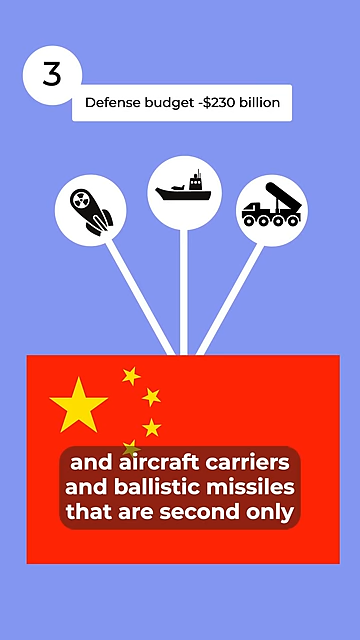 3
Defense budget -$230 billion
and aircraft carriers
and ballistic missiles
that are second only